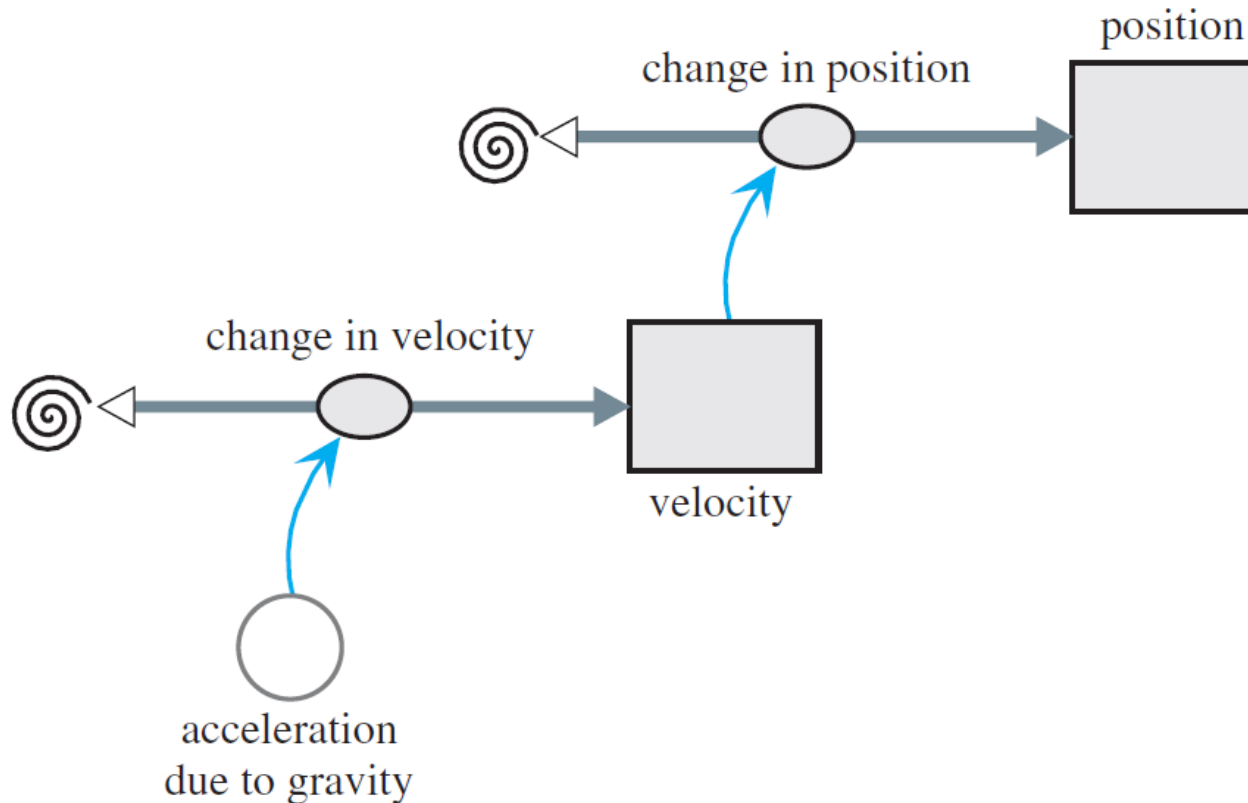 position
change in position
change in velocity
velocity
acceleration
due to gravity